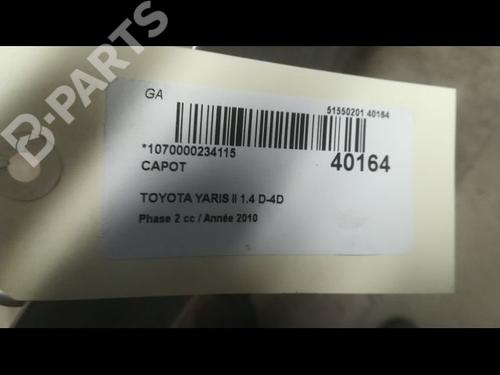 B-PARTS
GA
51550201 40164
*1070000234115
CAPOT
40164
TOYOTA YARIS II 1.4 D-4D
Phase 2 cc / Année 2010